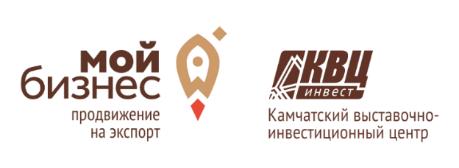 мой
бизнес
продвижение
на экспорт
КВЦ
ИНВЕСТ
Камчатский выставочно-
инвестиционный центр